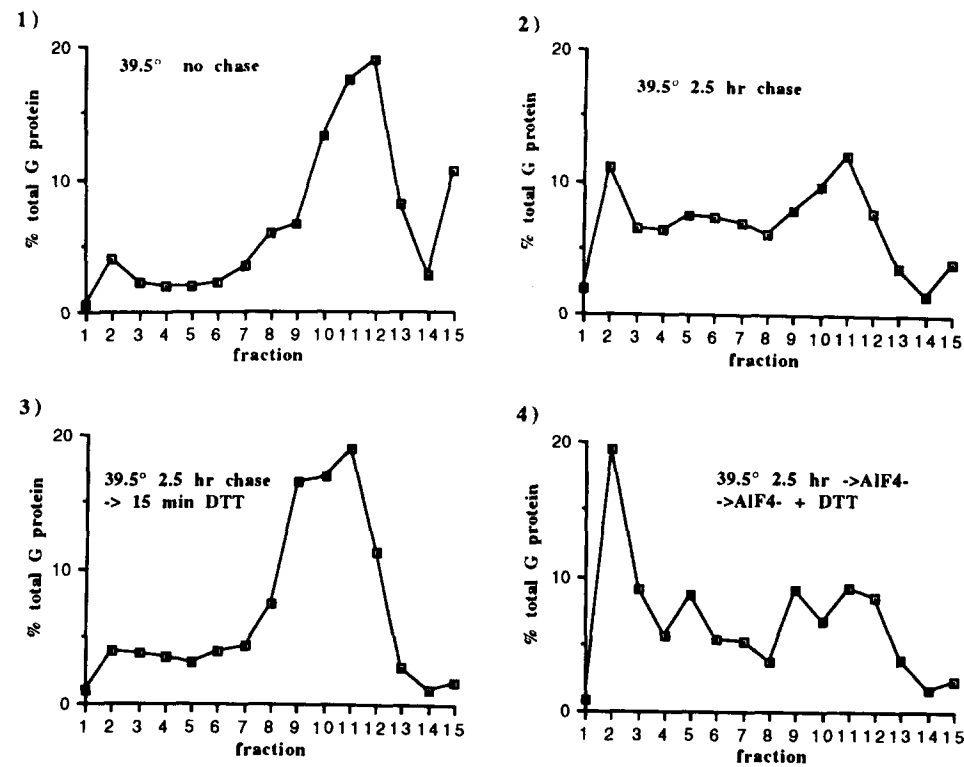 1)
39.5° no chase
% total G protein
20
10
0
1 2 3 4 5 6 7 8 9 10 11 12 13 14 15
fraction
2)
39.5° 2.5 hr chase
% total G protein
20
10
0
1 2 3 4 5 6 7 8 9 10 11 12 13 14 15
fraction
3)
39.5° 2.5 hr chase
-> 15 min DTT
% total G protein
20
10
0
1 2 3 4 5 6 7 8 9 10 11 12 13 14 15
fraction
4)
39.5° 2.5 hr ->AlF4-
->AlF4- + DTT
% total G protein
20
10
0
1 2 3 4 5 6 7 8 9 10 11 12 13 14 15
fraction